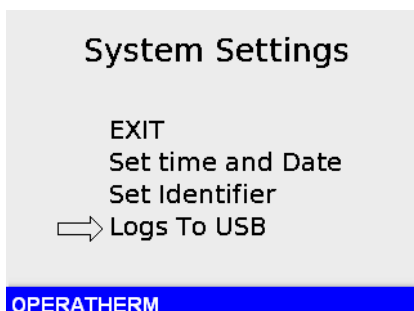 System Settings
EXIT
Set time and Date
Set Identifier
Logs To USB
OPERATHERM